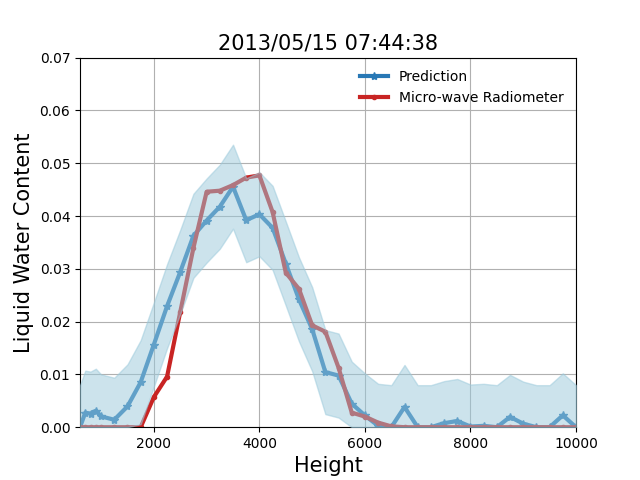 2013/05/15 07:44:38
0.07
0.06
0.05
0.04
0.03
0.02
0.01
0.00
Liquid Water Content
Prediction
Micro-wave Radiometer
2000 4000 6000 8000 10000
Height